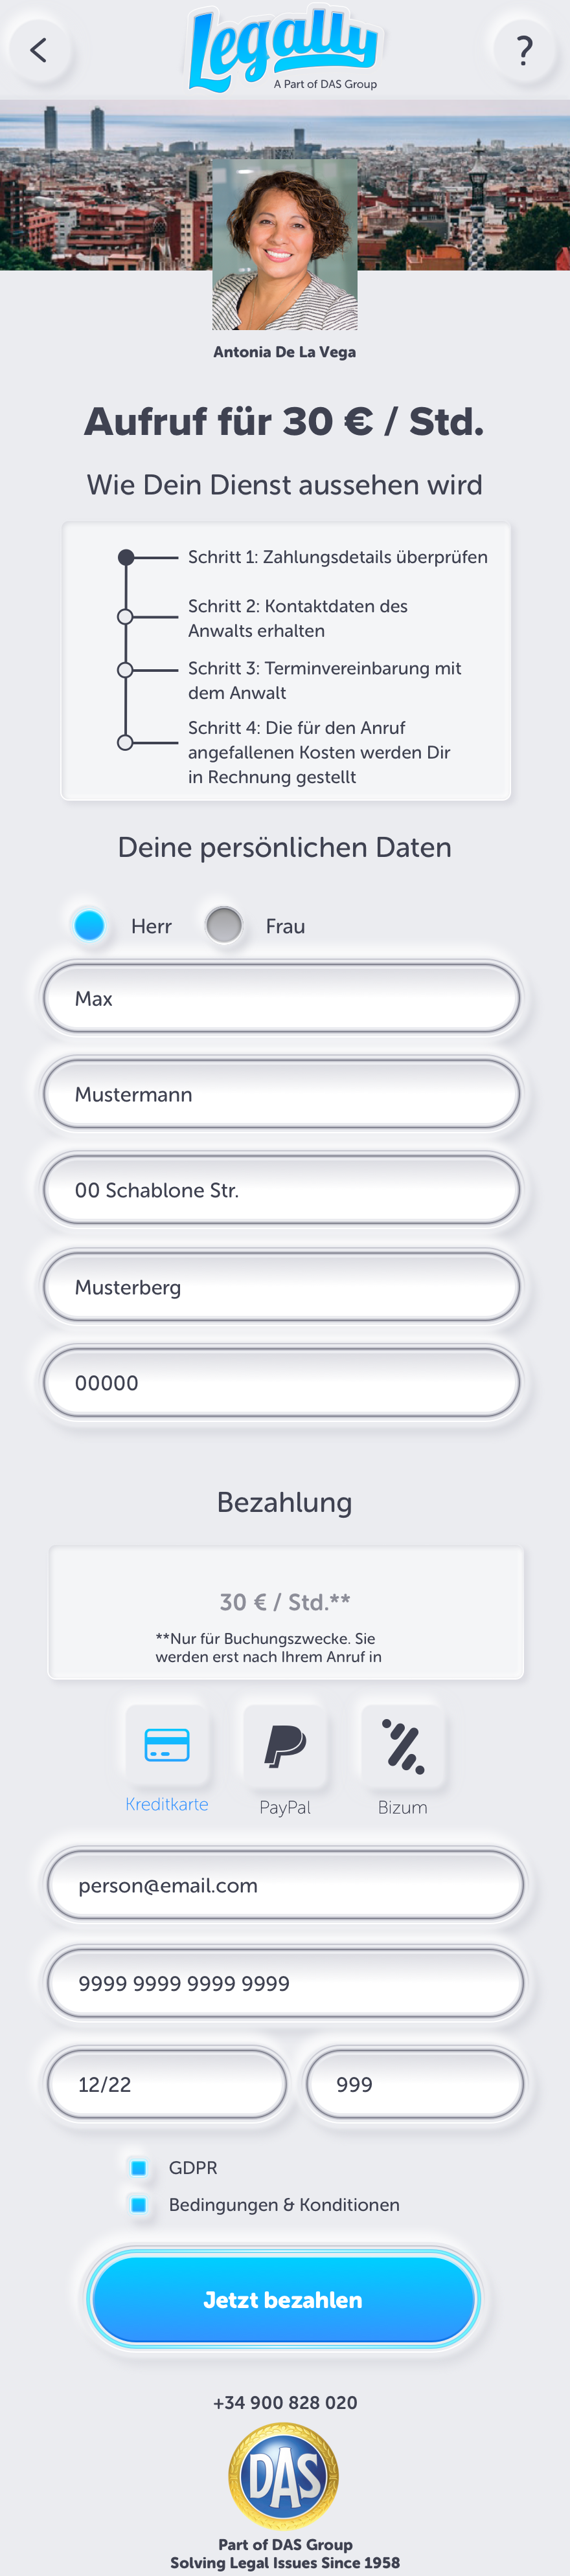 Legally
A Part of DAS Group
?
Antonia De La Vega
Aufruf für 30 € / Std.
Wie Dein Dienst aussehen wird
Schritt 1: Zahlungsdetails überprüfen
Schritt 2: Kontaktdaten des
Anwalts erhalten
Schritt 3: Terminvereinbarung mit
dem Anwalt
Schritt 4: Die für den Anruf
angefallenen Kosten werden Dir
in Rechnung gestellt
Deine persönlichen Daten
Herr Frau
Max
Mustermann
00 Schablone Str.
Musterberg
00000
Bezahlung
30 € / Std.**
**Nur für Buchungszwecke. Sie
werden erst nach Ihrem Anruf in
Kreditkarte PayPal Bizum
person@email.com
9999 9999 9999 9999
12/22 999
GDPR
Bedingungen & Konditionen
Jetzt bezahlen
+34 900 828 020
DAS
Part of DAS Group
Solving Legal Issues Since 1958